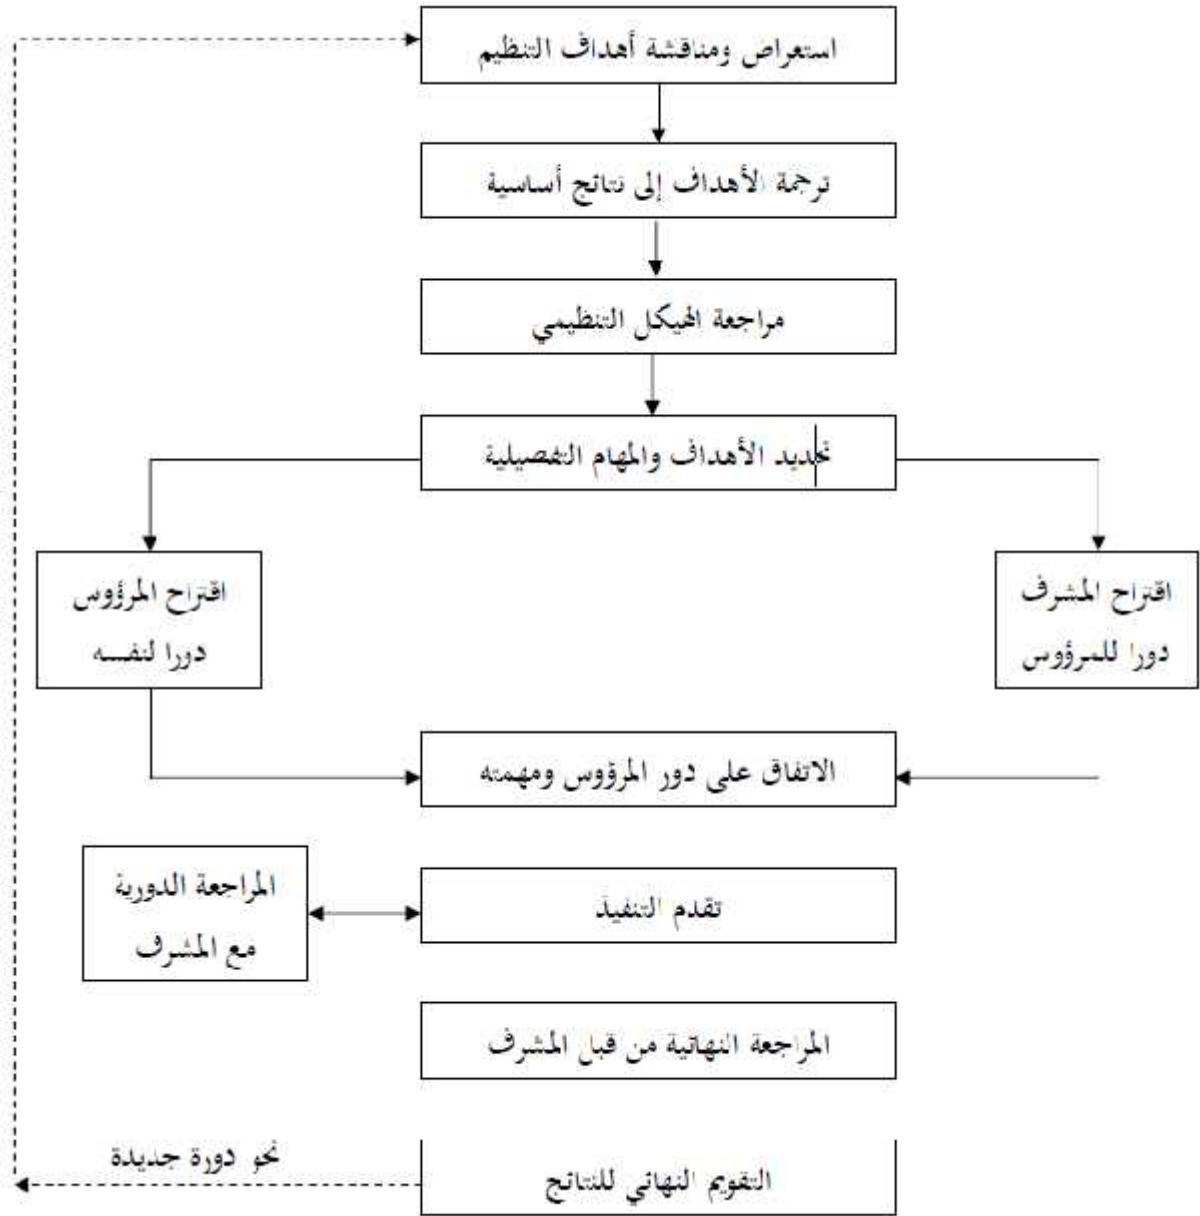 استعراض ومناقشة أهداف التنظيم
ترجمة الأهداف إلى نتائج أساسية
مراجعة الهيكل التنظيمي
تحديد الأهداف والمهام التفصيلية
اقتراح المشرف
دورا للمرؤوس
اقتراح المرؤوس
دورا لنفسه
الاتفاق على دور المرؤوس ومهمته
تقدم التنفيذ
المراجعة الدورية
مع المشرف
المراجعة النهائية من قبل المشرف
التقويم النهائي للنتائج
نحو دورة جديدة